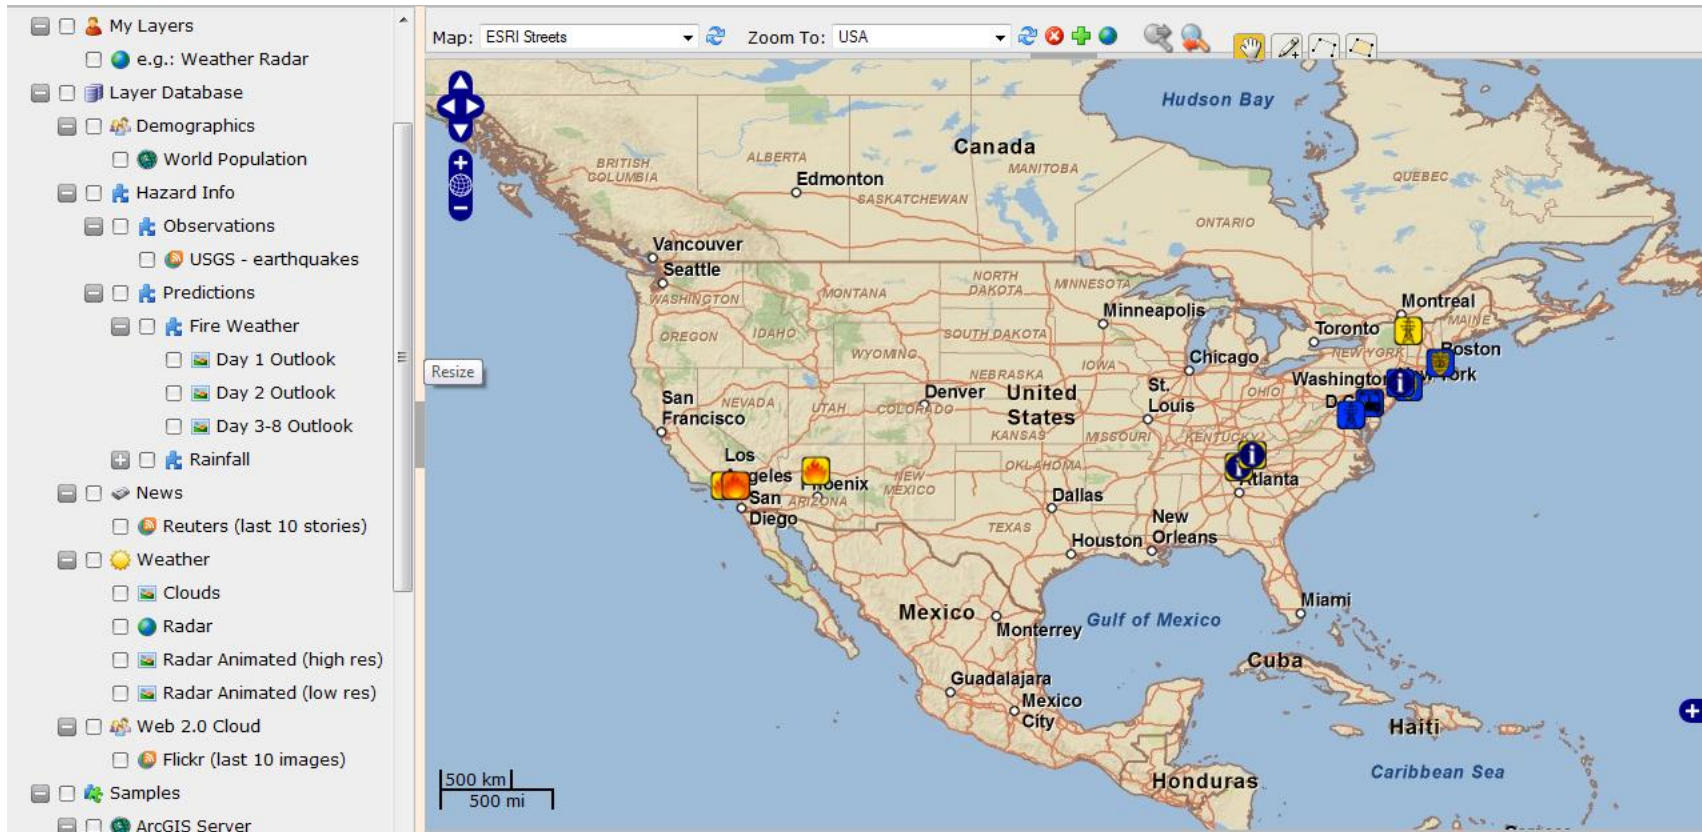 My Layers
e.g.: Weather Radar
Layer Database
Demographics
World Population
Hazard Info
Observations
USGS - earthquakes
Predictions
Fire Weather
Day 1 Outlook
Day 2 Outlook
Day 3-8 Outlook
Rainfall
News
Reuters (last 10 stories)
Weather
Clouds
Radar
Radar Animated (high res)
Radar Animated (low res)
Web 2.0 Cloud
Flickr (last 10 images)
Samples
ArcGIS Server
Resize
Map: ESRI Streets
Zoom To: USA
Hudson Bay
Canada
BRITISH
COLUMBIA
ALBERTA
MANITOBA
QUEBEC
Edmonton
SASKATCHEWAN
ONTARIO
Vancouver
Seattle
WASHINGTON
MONTANA
NORTH
DAKOTA
MINNESOTA
Minneapolis
Montreal
MAINE
Toronto
OREGON
IDAHO
SOUTH DAKOTA
WYOMING
Chicago
NEW YORK
Boston
NEBRASKA
IOWA
OHIO
Washington
D.C.
San
Francisco
NEVADA
UTAH
COLORADO
Denver
United
States
St.
Louis
KANSAS
MISSOURI
KENTUCKY
Los
OKLAHOMA
NEW
MEXICO
ARIZONA
San
Diego
Dallas
TEXAS
New
Orleans
Houston
Miami
Mexico
Monterrey
Gulf of Mexico
Cuba
Guadalajara
Mexico
City
Haiti
Honduras
Caribbean Sea
500 km
500 mi